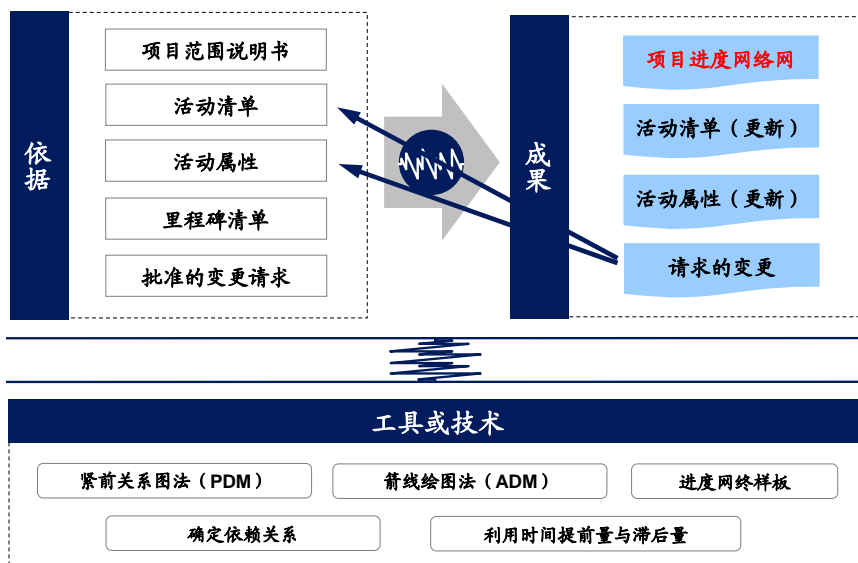 依据
项目范围说明书
活动清单
活动属性
里程碑清单
批准的变更请求
成果
项目进度网络网
活动清单（更新）
活动属性（更新）
请求的变更
工具或技术
紧前关系图法（PDM）
箭线绘图法（ADM）
进度网终样板
确定依赖关系
利用时间提前量与滞后量